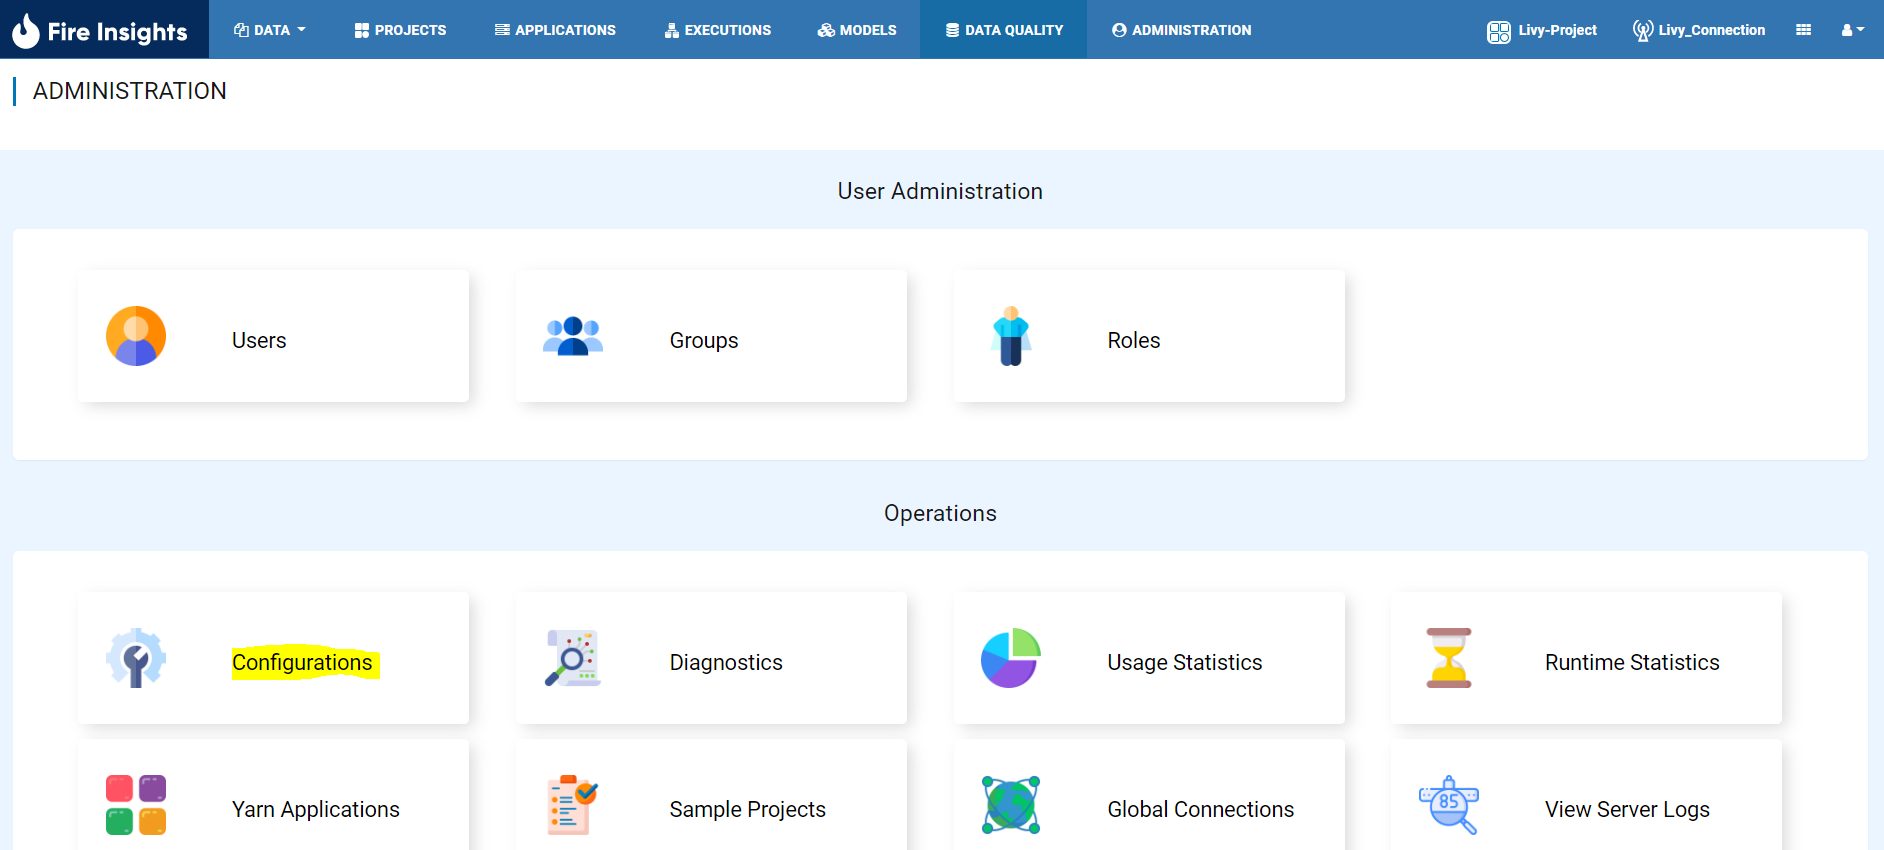 Fire Insights DATA PROJECTS APPLICATIONS EXECUTIONS MODELS DATA QUALITY ADMINISTRATION Livy-Project Livy_Connection
ADMINISTRATION
User Administration
Users Groups Roles
Operations
Configurations Diagnostics Usage Statistics Runtime Statistics
Yarn Applications Sample Projects Global Connections 85 View Server Logs